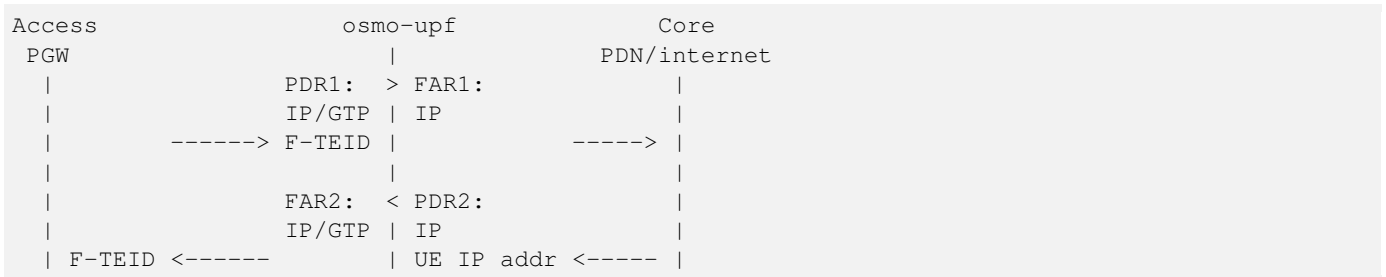 Access                    osmo-upf                Core
 PGW                         |                PDN/internet
  |                 PDR1:  > FAR1:                 |
  |                 IP/GTP | IP                    |
  |         ------> F-TEID |              -----> |
  |                          |                       |
  |                 FAR2:  < PDR2:                 |
  |                 IP/GTP | IP                    |
  | F-TEID <------         | UE IP addr <----- |